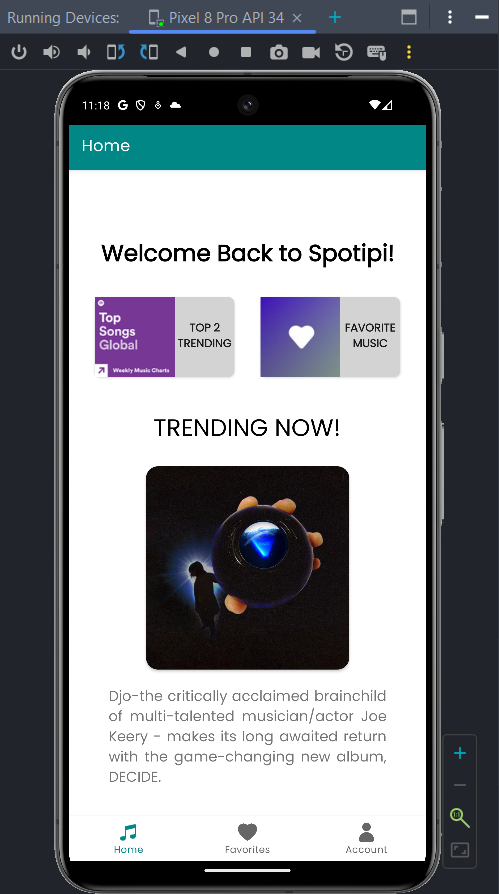 Running Devices:
Pixel 8 Pro API 34
11:18
Home
Welcome Back to Spotipi!
Top
Songs
Global
Weekly Music Charts
TOP 2
TRENDING
FAVORITE
MUSIC
TRENDING NOW!
Djo-the critically acclaimed brainchild
of multi-talented musician/actor Joe
Keery - makes its long awaited return
with the game-changing new album,
DECIDE.
Home
Favorites
Account
1:1